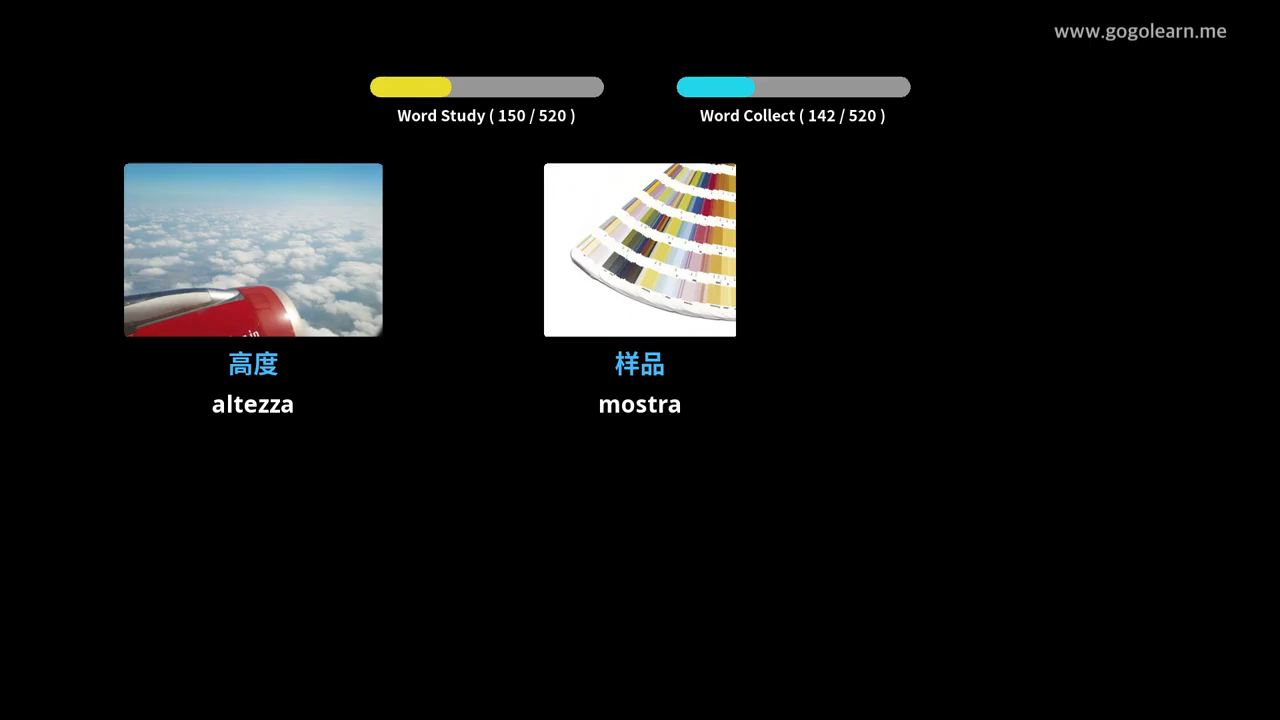 www.gogolearn.me
Word Study ( 150 / 520 )
Word Collect ( 142 / 520 )
高度
altezza
样品
mostra